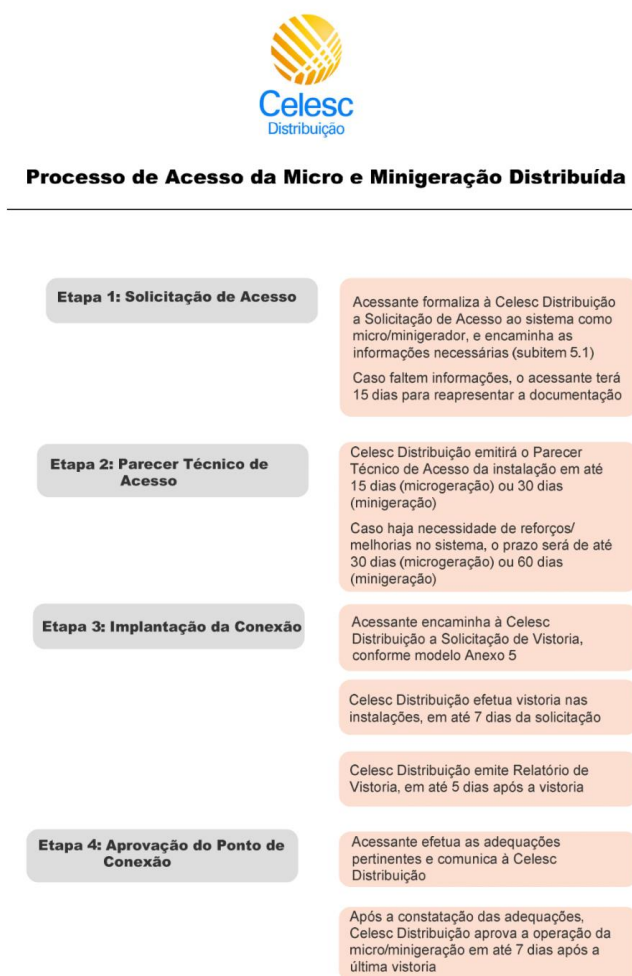 Celesc
Distribuição
Processo de Acesso da Micro e Minigeração Distribuída
Etapa 1: Solicitação de Acesso
Acessante formaliza à Celesc Distribuição
a Solicitação de Acesso ao sistema como
micro/minigerador, e encaminha as
informações necessárias (subitem 5.1)
Caso faltem informações, o acessante terá
15 dias para reapresentar a documentação
Etapa 2: Parecer Técnico de
Acesso
Celesc Distribuição emitirá o Parecer
Técnico de Acesso da instalação em até
15 dias (microgeração) ou 30 dias
(minigeração)
Caso haja necessidade de reforços/
melhorias no sistema, o prazo será de até
30 dias (microgeração) ou 60 dias
(minigeração)
Etapa 3: Implantação da Conexão
Acessante encaminha à Celesc
Distribuição a Solicitação de Vistoria,
conforme modelo Anexo 5
Celesc Distribuição efetua vistoria nas
instalações, em até 7 dias da solicitação
Celesc Distribuição emite Relatório de
Vistoria, em até 5 dias após a vistoria
Etapa 4: Aprovação do Ponto de
Conexão
Acessante efetua as adequações
pertinentes e comunica à Celesc
Distribuição
Após a constatação das adequações,
Celesc Distribuição aprova a operação da
micro/minigeração em até 7 dias após a
última vistoria